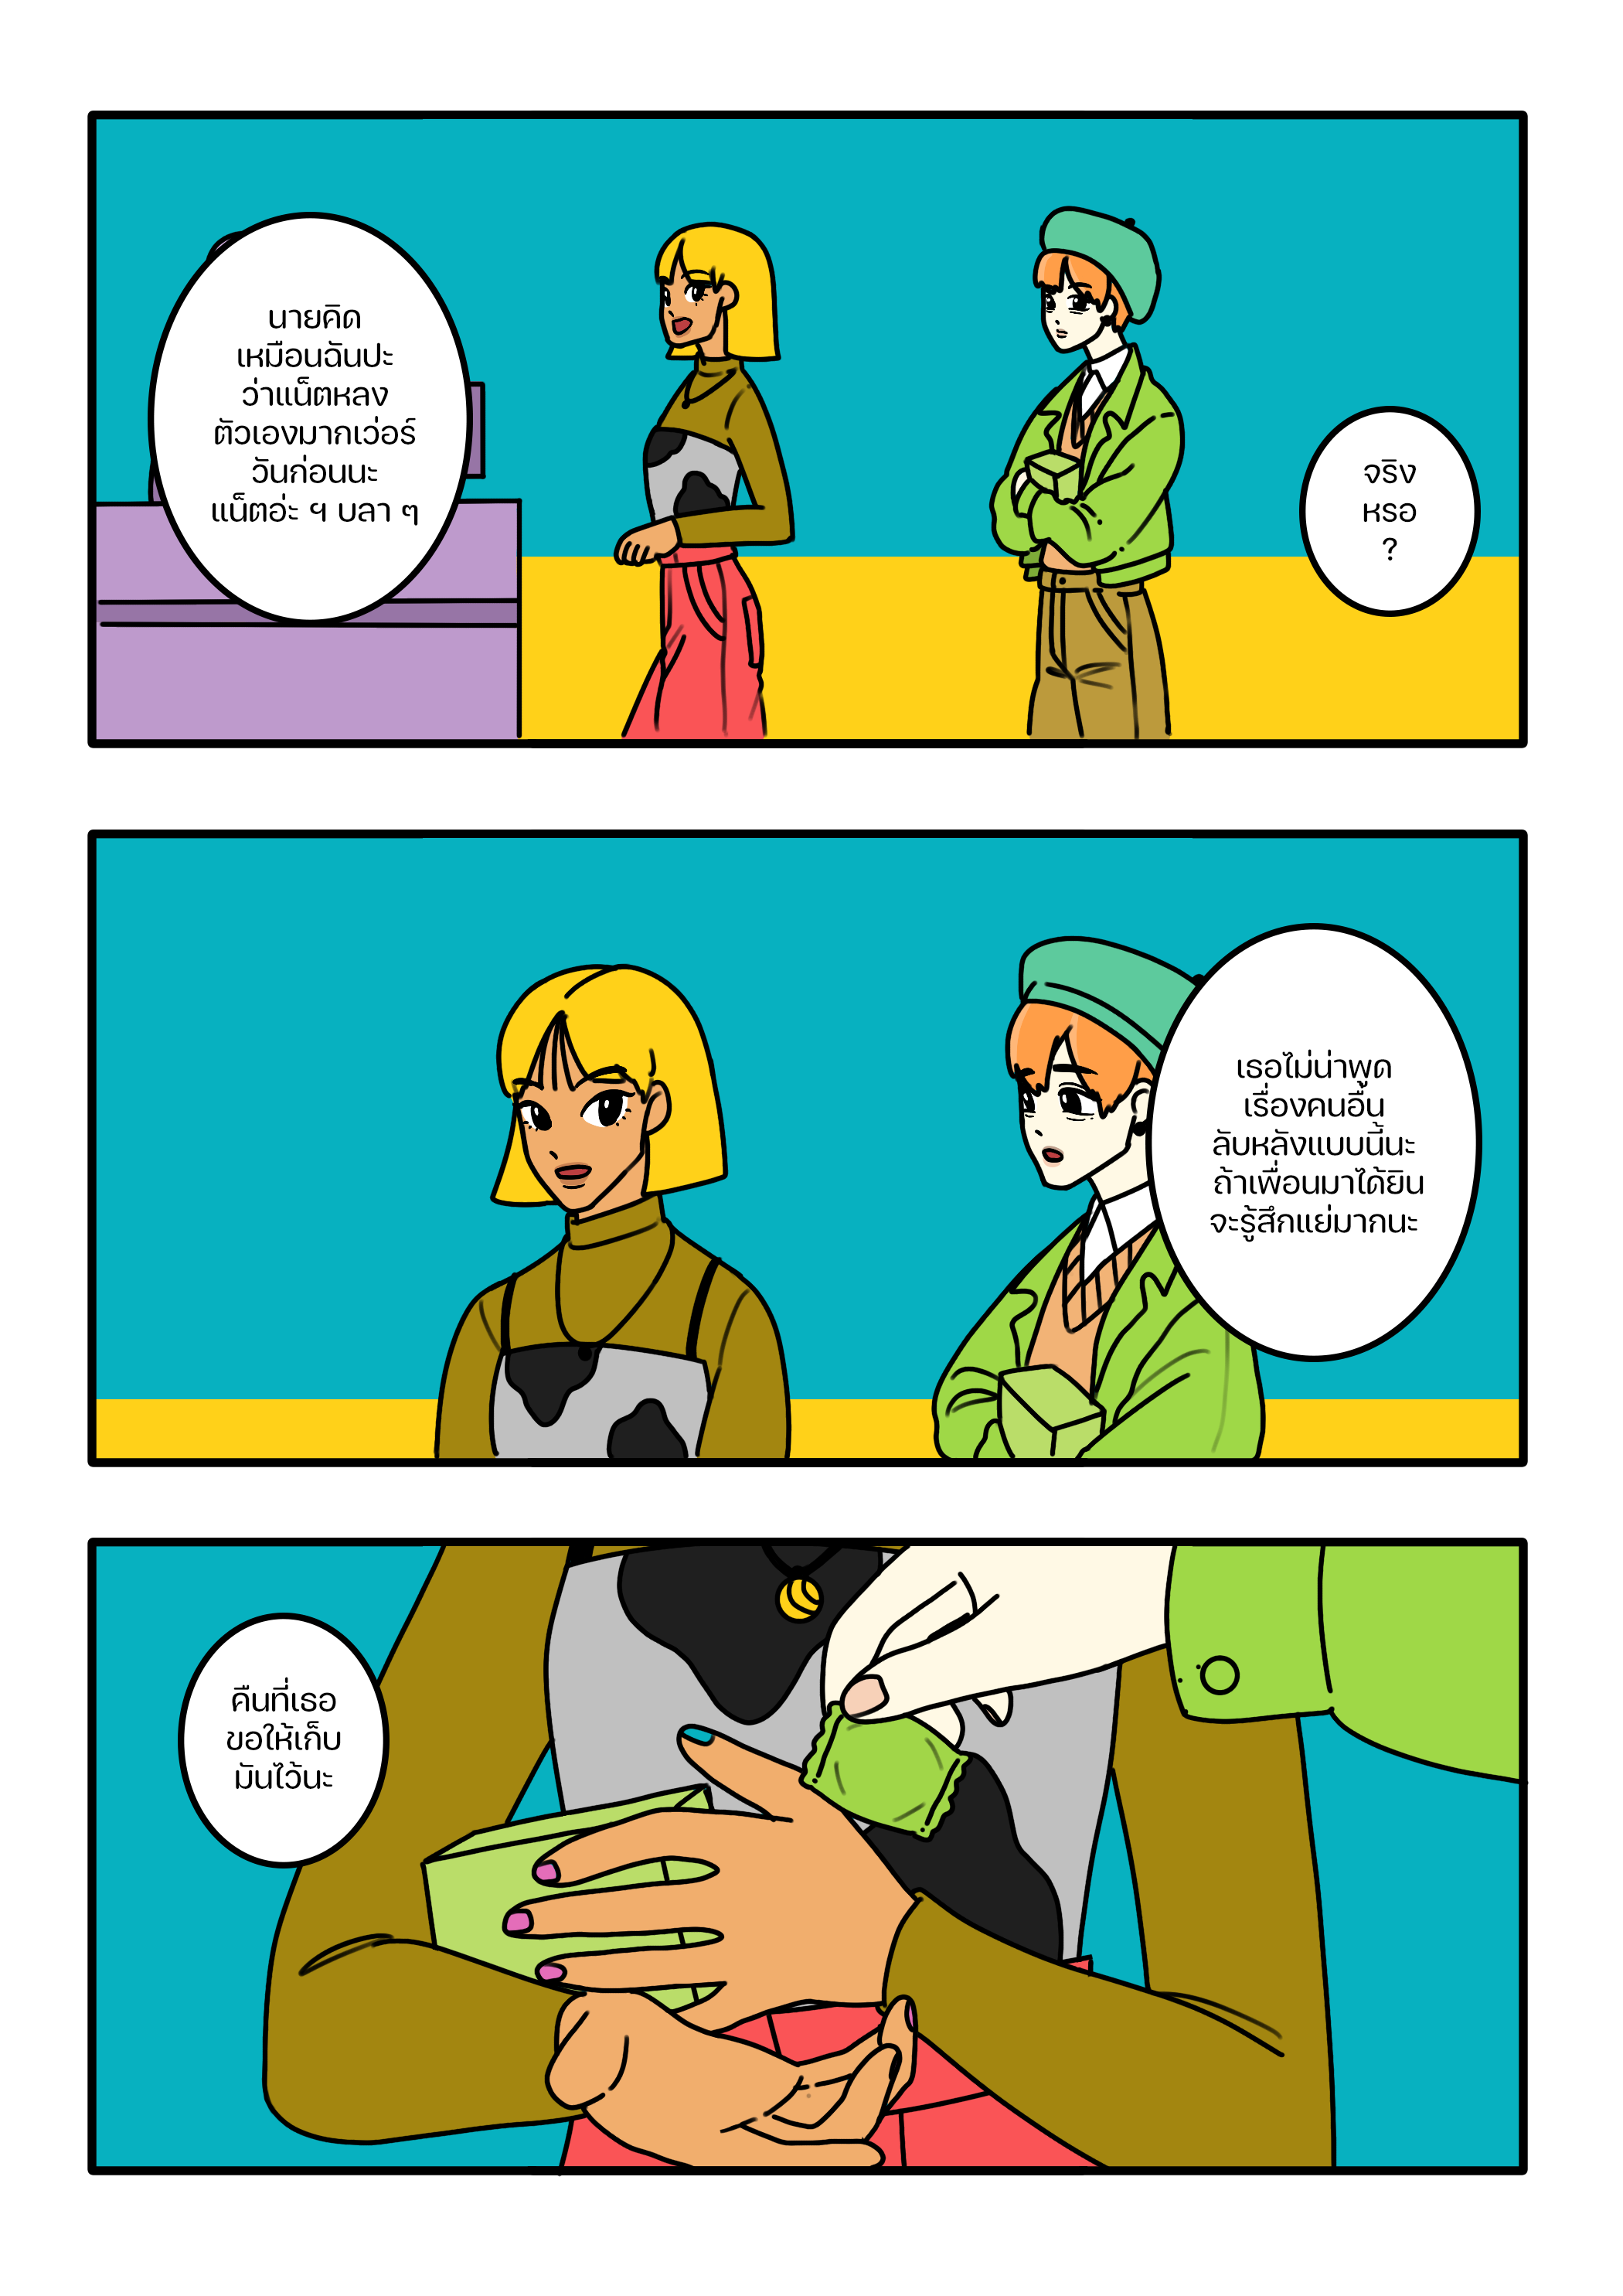 นายคิด
เหมือนฉันปะ
ว่าแน็ตหลง
ตัวเองมากเว่อร์
วันก่อนนะ
แน็ตอ่ะ ฯ บลา ๆ
จริง
หรอ
?
เธอไม่น่าพูด
เรื่องคนอื่น
ลับหลังแบบนี้นะ
ถ้าเพื่อนมาได้ยิน
จะรู้สึกแย่มากนะ
คืนที่เธอ
ขอให้เก็บ
มันไว้นะ